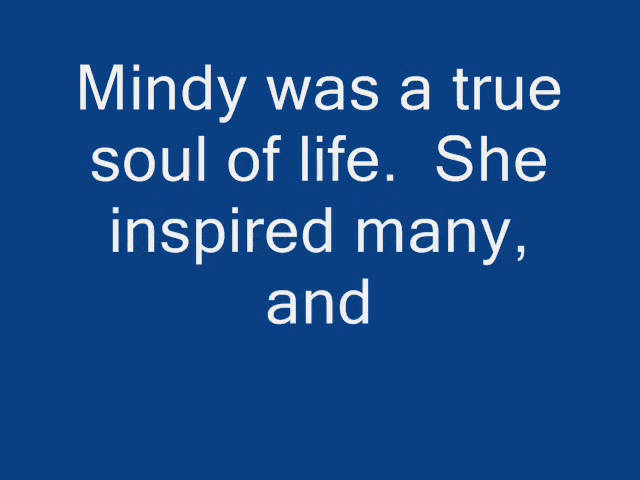 Mindy was a true
soul of life.  She
inspired many,
and